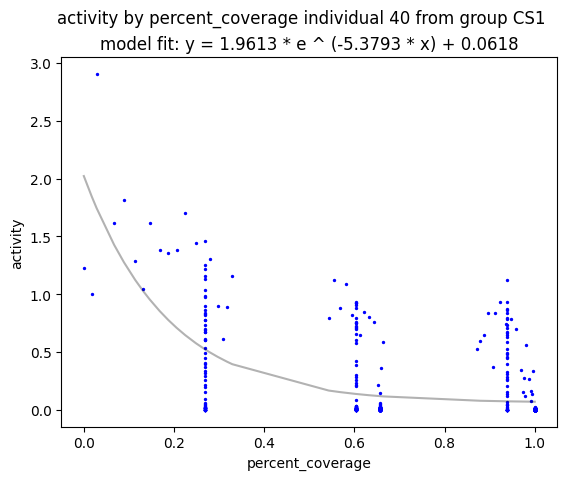 activity by percent_coverage individual 40 from group CS1
model fit: y = 1.9613 * e ^ (-5.3793 * x) + 0.0618
3.0
2.5
2.0
1.5
1.0
0.5
0.0
activity
0.0 0.2 0.4 0.6 0.8 1.0
percent_coverage